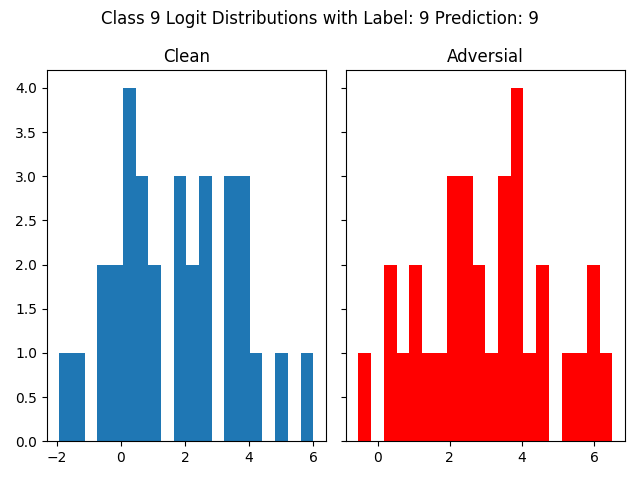 Class 9 Logit Distributions with Label: 9 Prediction: 9
Clean
Adversial
4.0
3.5
3.0
2.5
2.0
1.5
1.0
0.5
0.0
−2 0 2 4 6
0 2 4 6